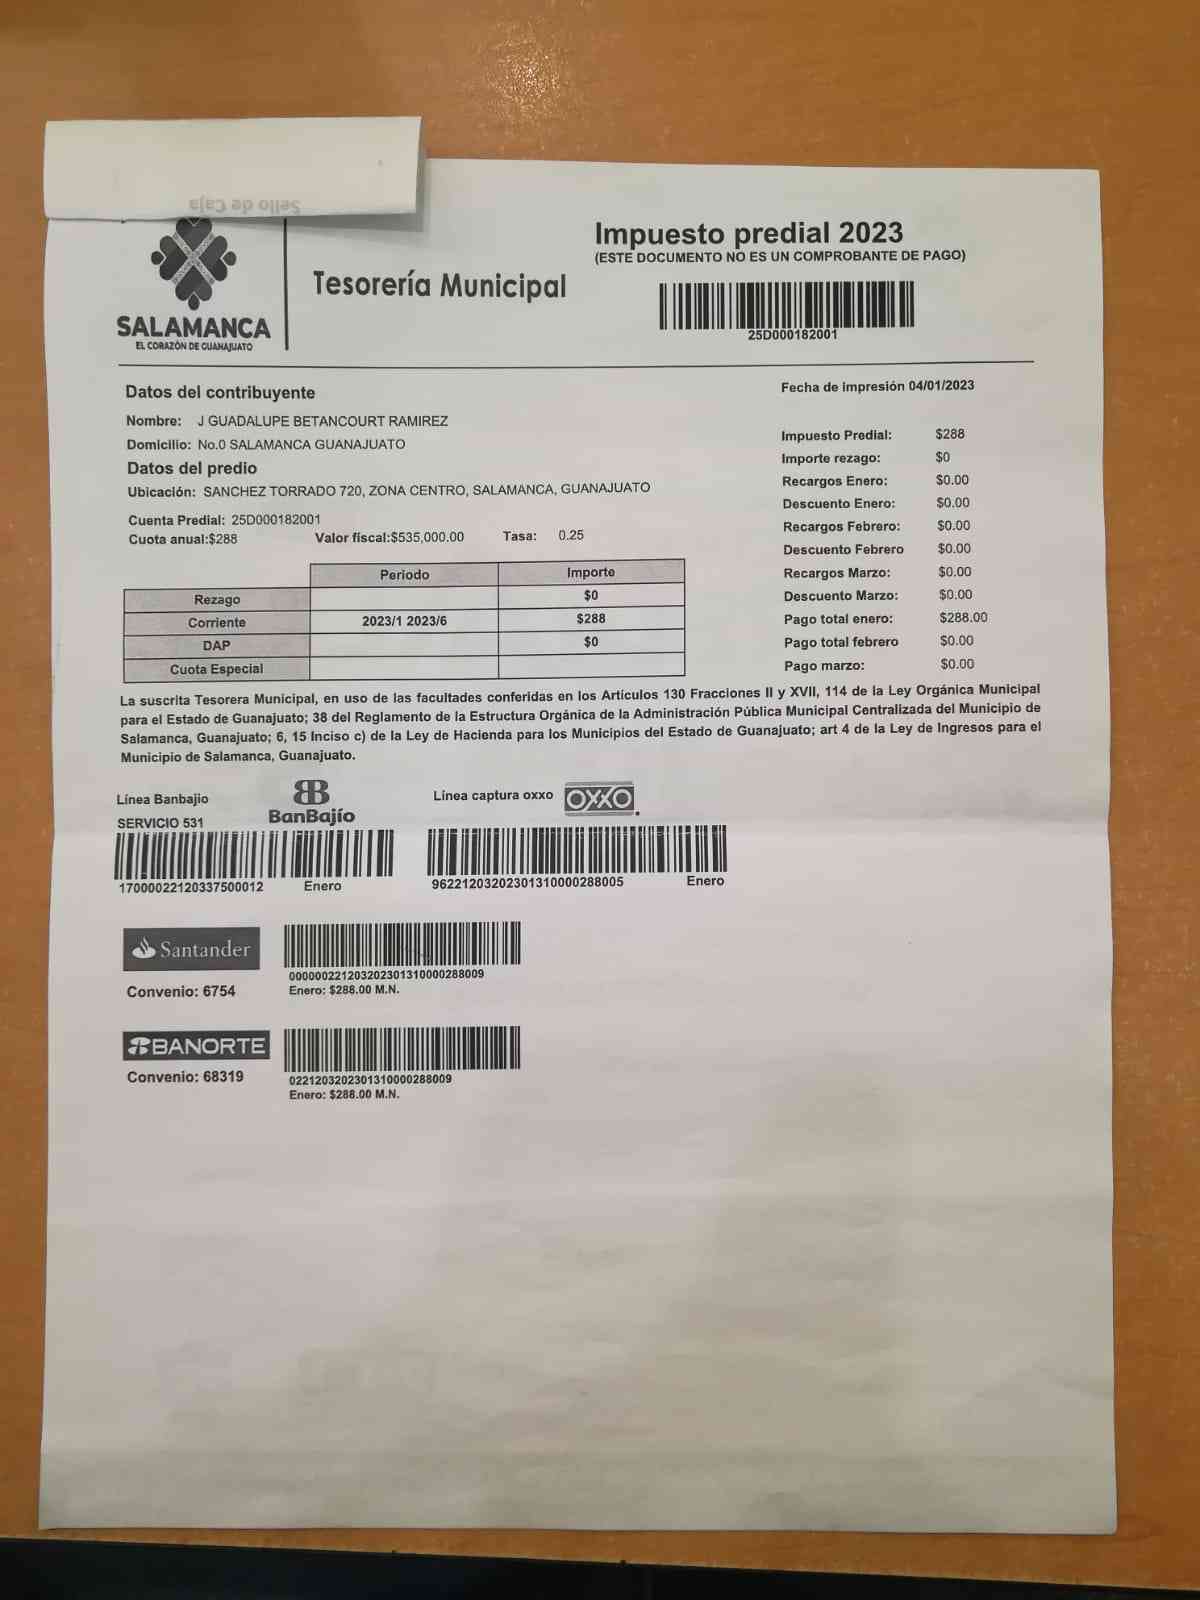 Sello de Caja
SALAMANCA
EL CORAZÓN DE GUANAJUATO
Tesorería Municipal
Impuesto predial 2023
(ESTE DOCUMENTO NO ES UN COMPROBANTE DE PAGO)
25D000182001
Datos del contribuyente
Nombre: J GUADALUPE BETANCOURT RAMIREZ
Domicilio: No.0 SALAMANCA GUANAJUATO
Datos del predio
Ubicación: SANCHEZ TORRADO 720, ZONA CENTRO, SALAMANCA, GUANAJUATO
Cuenta Predial: 25D000182001
Cuota anual:$288 Valor fiscal:$535,000.00 Tasa: 0.25
Periodo Importe
Rezago $0
Corriente 2023/1 2023/6 $288
DAP $0
Cuota Especial
Fecha de impresión 04/01/2023
Impuesto Predial: $288
Importe rezago: $0
Recargos Enero: $0.00
Descuento Enero: $0.00
Recargos Febrero: $0.00
Descuento Febrero $0.00
Recargos Marzo: $0.00
Descuento Marzo: $0.00
Pago total enero: $288.00
Pago total febrero $0.00
Pago marzo: $0.00
La suscrita Tesorera Municipal, en uso de las facultades conferidas en los Artículos 130 Fracciones II y XVII, 114 de la Ley Orgánica Municipal
para el Estado de Guanajuato; 38 del Reglamento de la Estructura Orgánica de la Administración Pública Municipal Centralizada del Municipio de
Salamanca, Guanajuato; 6, 15 Inciso c) de la Ley de Hacienda para los Municipios del Estado de Guanajuato; art 4 de la Ley de Ingresos para el
Municipio de Salamanca, Guanajuato.
Línea Banbajio
SERVICIO 531
BanBajío
17000022120337500012 Enero
Línea captura oxxo OXXO
96221203202301310000288005 Enero
Santander
Convenio: 6754
000000221203202301310000288009
Enero: $288.00 M.N.
BANORTE
Convenio: 68319
0221203202301310000288009
Enero: $288.00 M.N.